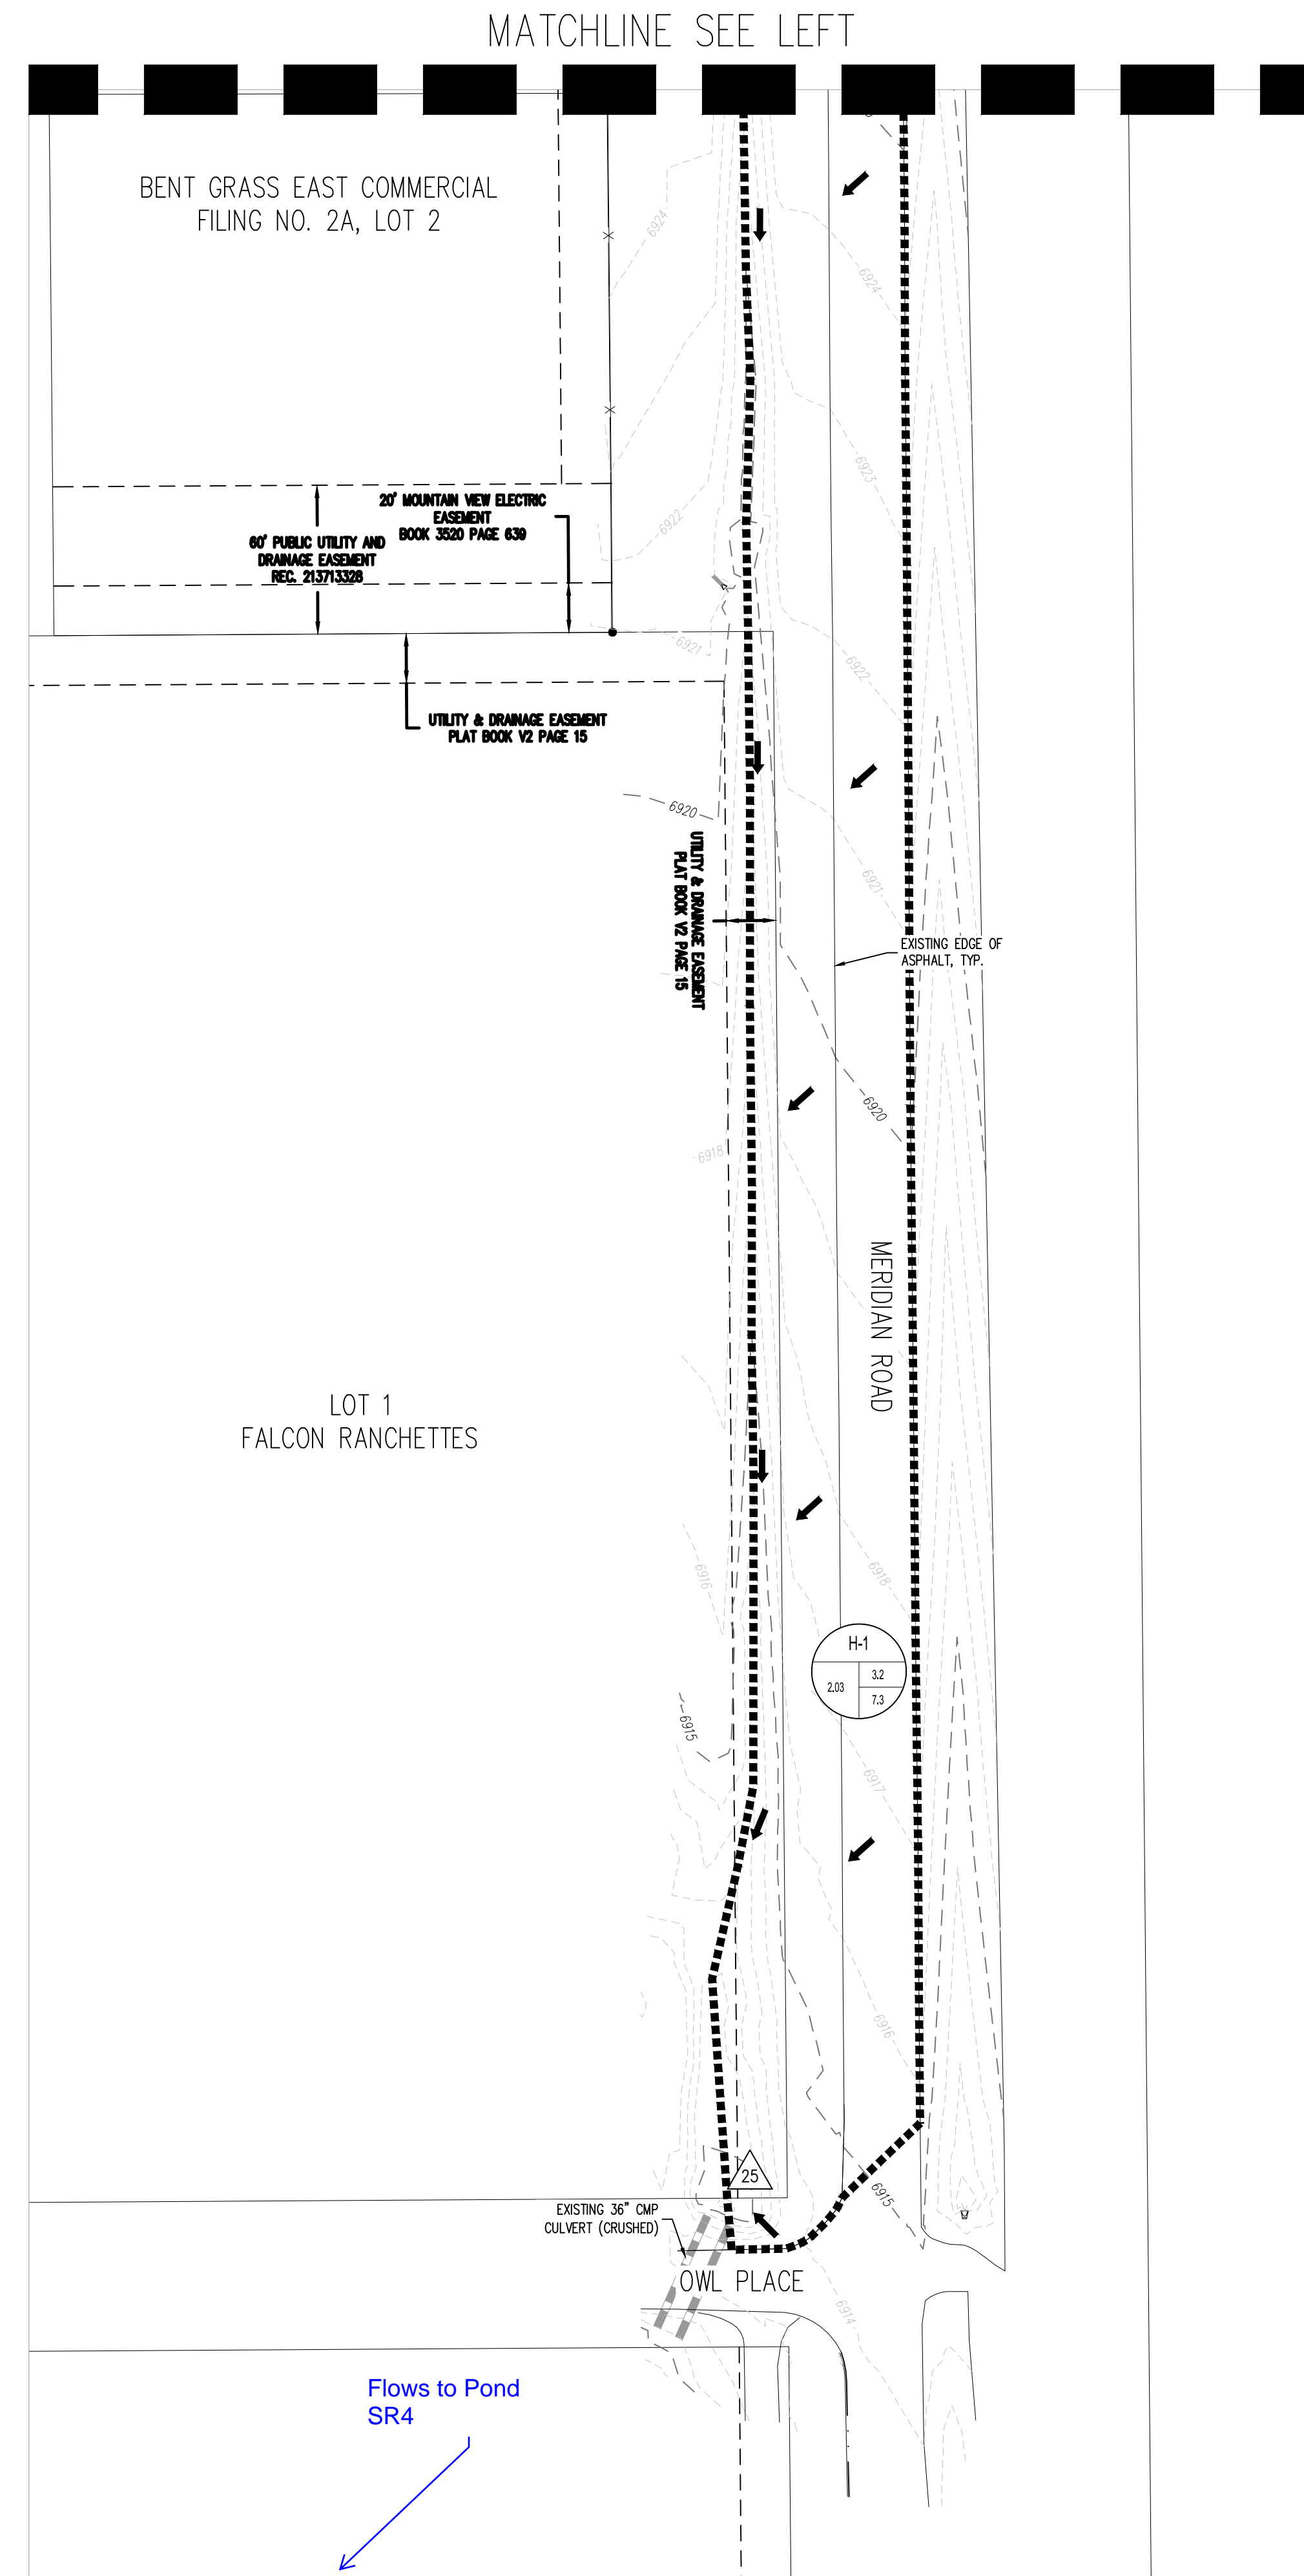 MATCHLINE SEE LEFT
BENT GRASS EAST COMMERCIAL
FILING NO. 2A, LOT 2
6924
6924
6923
20' MOUNTAIN VIEW ELECTRIC
EASEMENT
BOOK 3520 PAGE 639
60' PUBLIC UTILITY AND
DRAINAGE EASEMENT
REC. 213713328
6922
6921
6922
UTILITY & DRAINAGE EASEMENT
PLAT BOOK V2 PAGE 15
6920
UTILITY & DRAINAGE EASEMENT
PLAT BOOK V2 PAGE 15
6921
EXISTING EDGE OF
ASPHALT, TYP.
6920
6918
MERIDIAN ROAD
LOT 1
FALCON RANCHETTES
6916
6918
H-1
2.03
3.2
7.3
6915
6917
6916
25
6915
EXISTING 36" CMP
CULVERT (CRUSHED)
OWL PLACE
6914
Flows to Pond
SR4